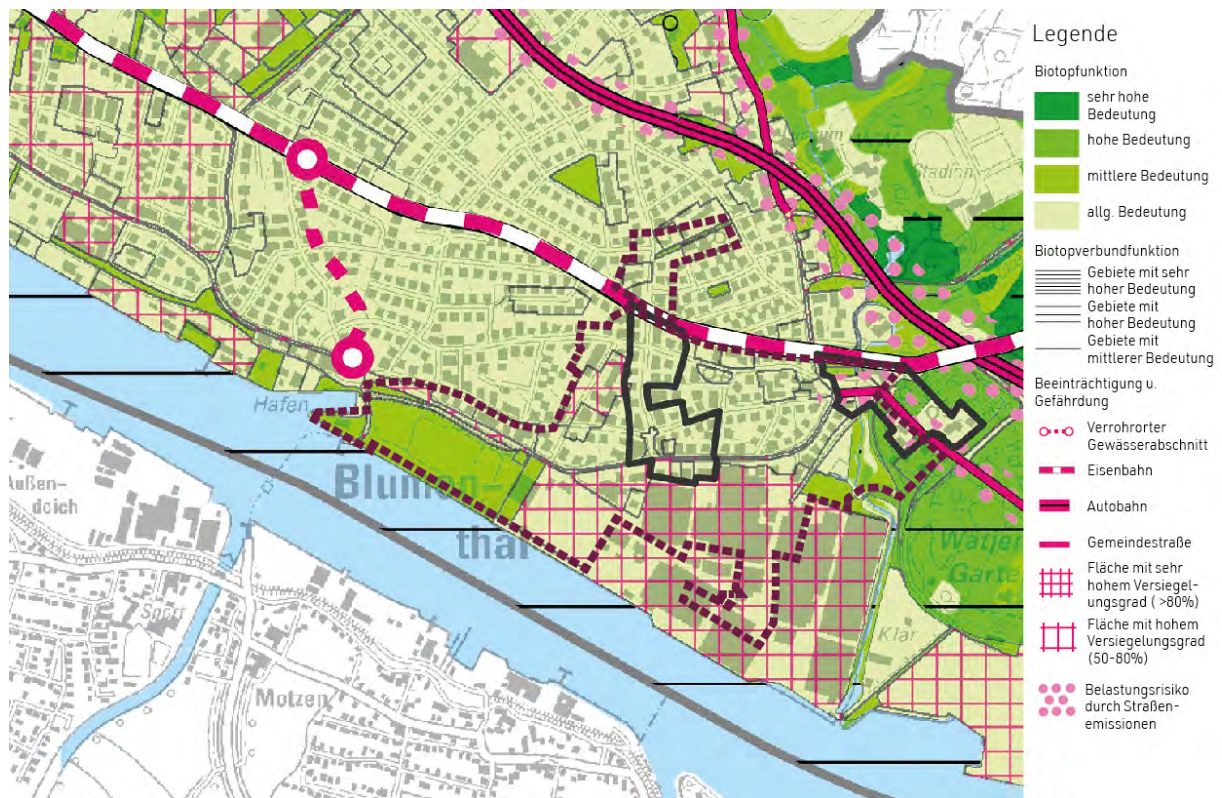 Legende
Biotopfunktion
sehr hohe
Bedeutung
hohe Bedeutung
mittlere Bedeutung
allg. Bedeutung
Biotopverbundfunktion
Gebiete mit sehr
hoher Bedeutung
Gebiete mit
hoher Bedeutung
Gebiete mit
mittlerer Bedeutung
Beeinträchtigung u.
Gefährdung
Verrohrorter
Gewässerabschnitt
Eisenbahn
Autobahn
Gemeindestraße
Fläche mit sehr
hohem Versiegel-
ungsgrad ( >80%)
Fläche mit hohem
Versiegelungsgrad
(50-80%)
Belastungsrisiko
durch Straßen-
emissionen
Stadion
Hafen
Blumen-
thal
Außen-
deich
Sport
Motzen
Wätjen
Garten
Klär